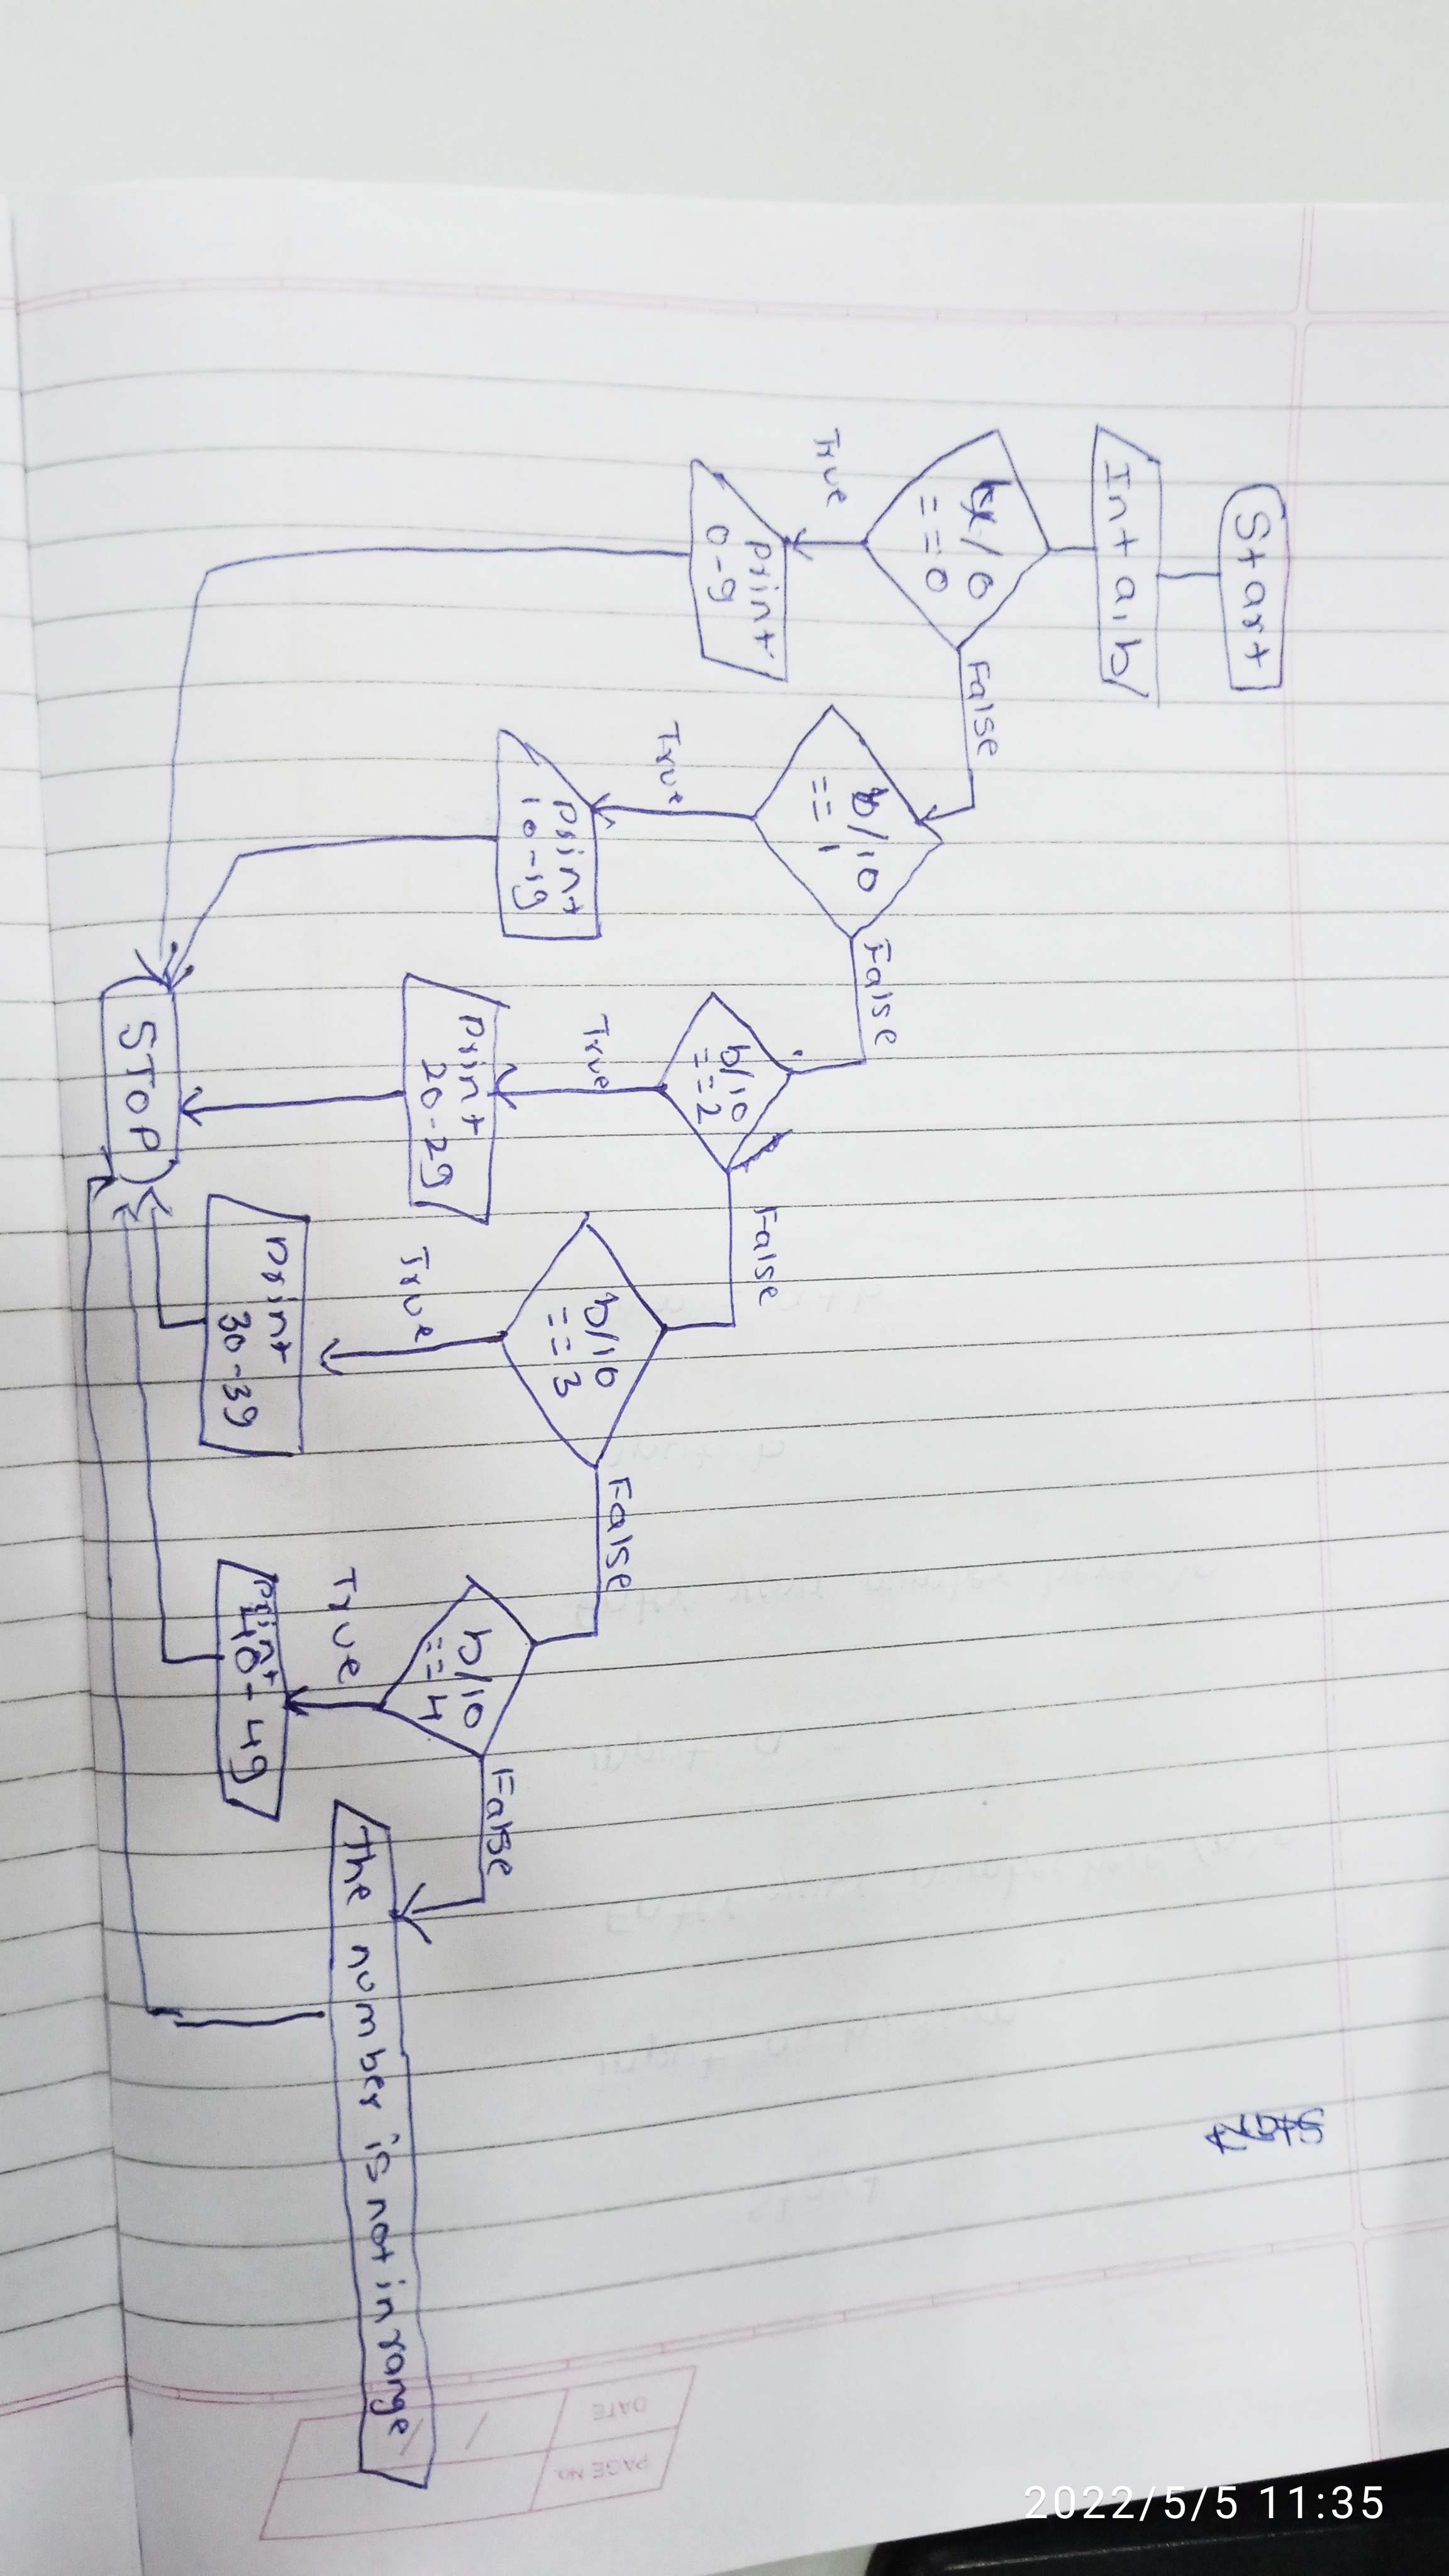 Start
Int a, b
/0
==0
False
True
print
0-9
b/10
==1
False
True
print
10-19
b/10
==2
False
True
print
20-29
b/10
==3
False
True
print
30-39
b/10
==4
False
True
print
40-49
The number is not in range
STOP
DATE
PAGE No.
2022/5/5 11:35